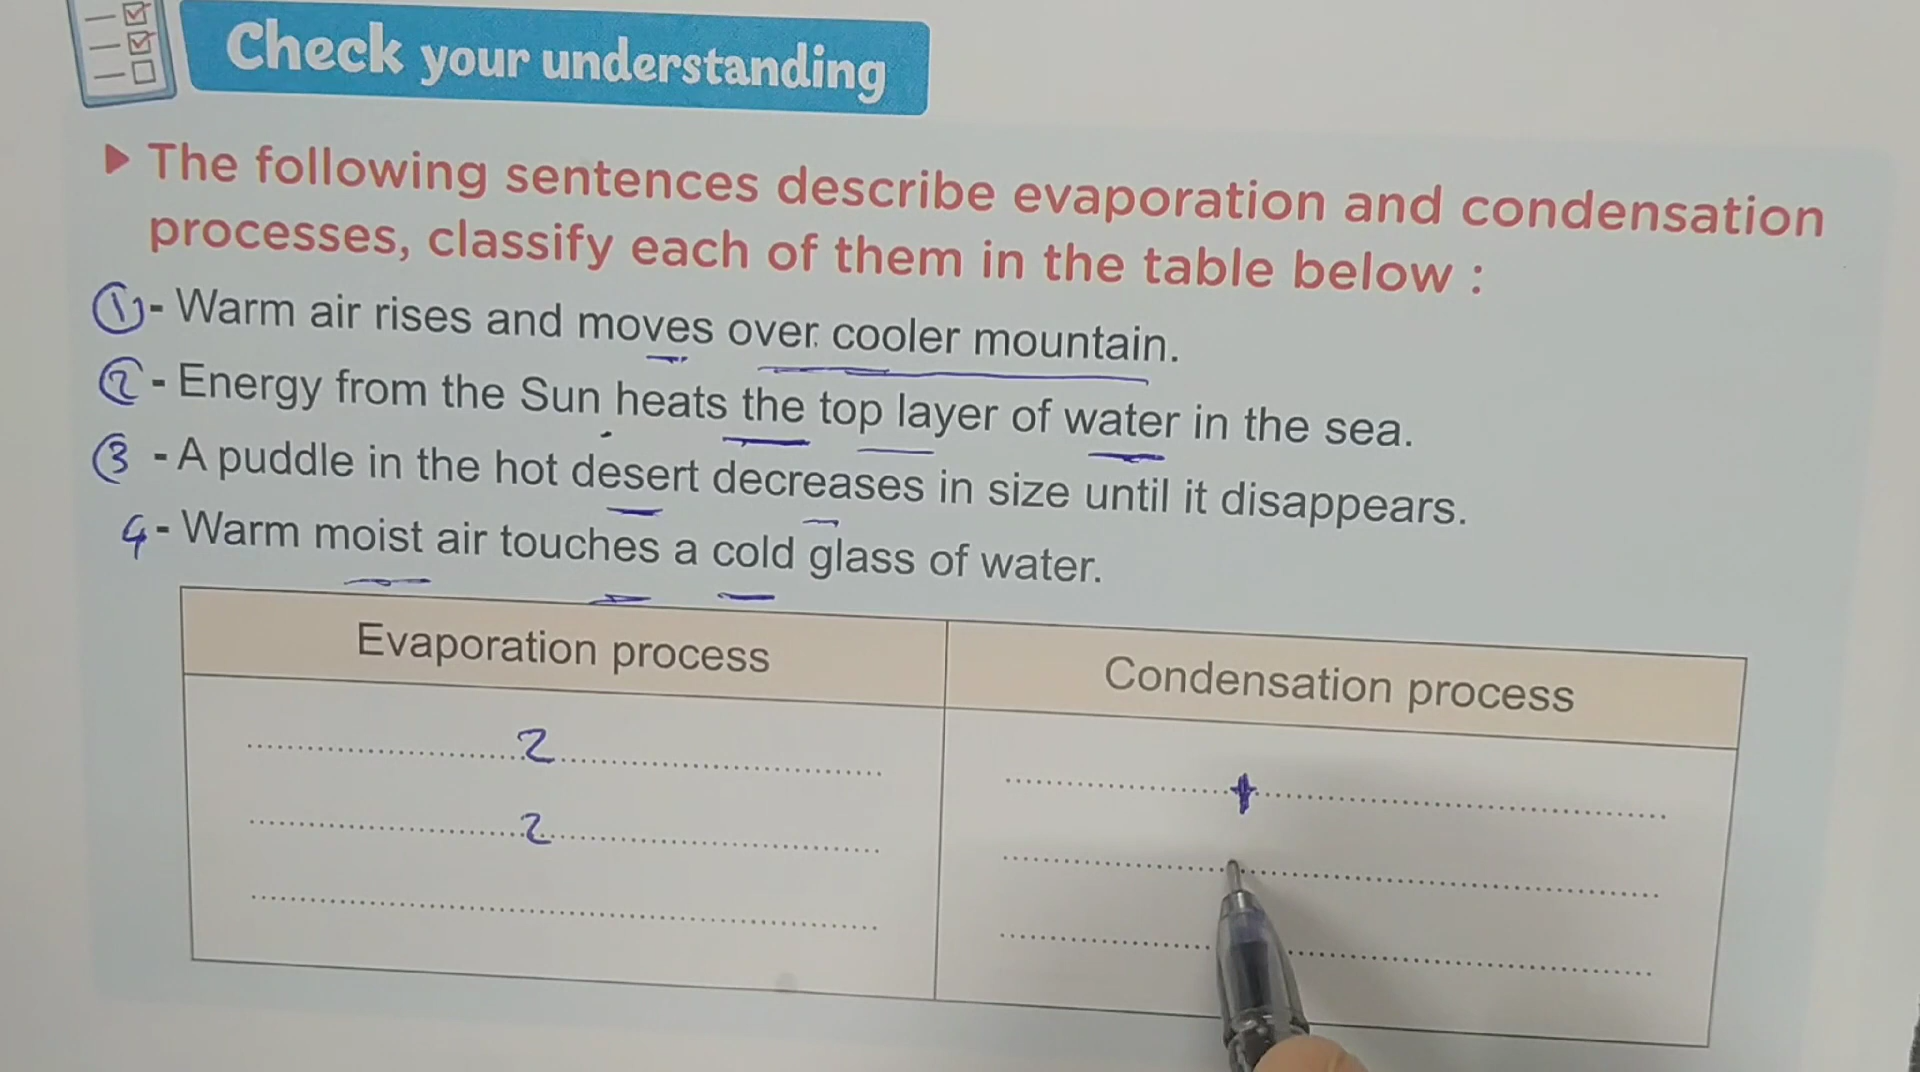 Check your understanding
The following sentences describe evaporation and condensation
processes, classify each of them in the table below :
1 - Warm air rises and moves over cooler mountain.
2 - Energy from the Sun heats the top layer of water in the sea.
3 - A puddle in the hot desert decreases in size until it disappears.
4 - Warm moist air touches a cold glass of water.
Evaporation process
Condensation process
2
2